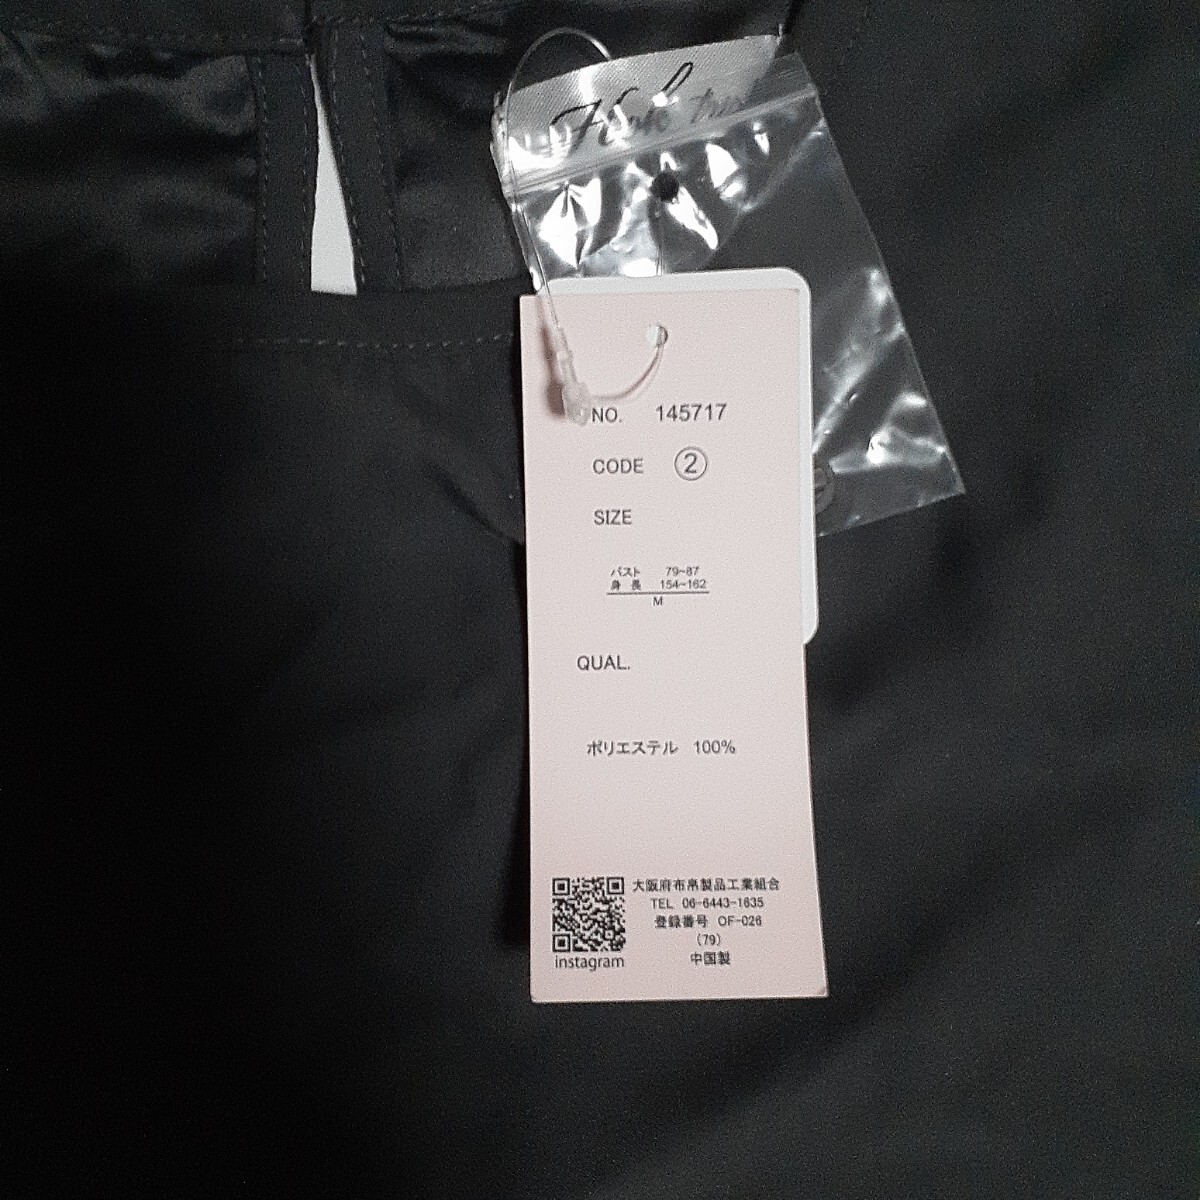 NO. 145717
CODE ②
SIZE
バスト 79~87
身長 154~162
M
QUAL.
ポリエステル 100%
大阪府布帛製品工業組合
TEL 06-6443-1635
登録番号 OF-026
(79)
中国製
instagram